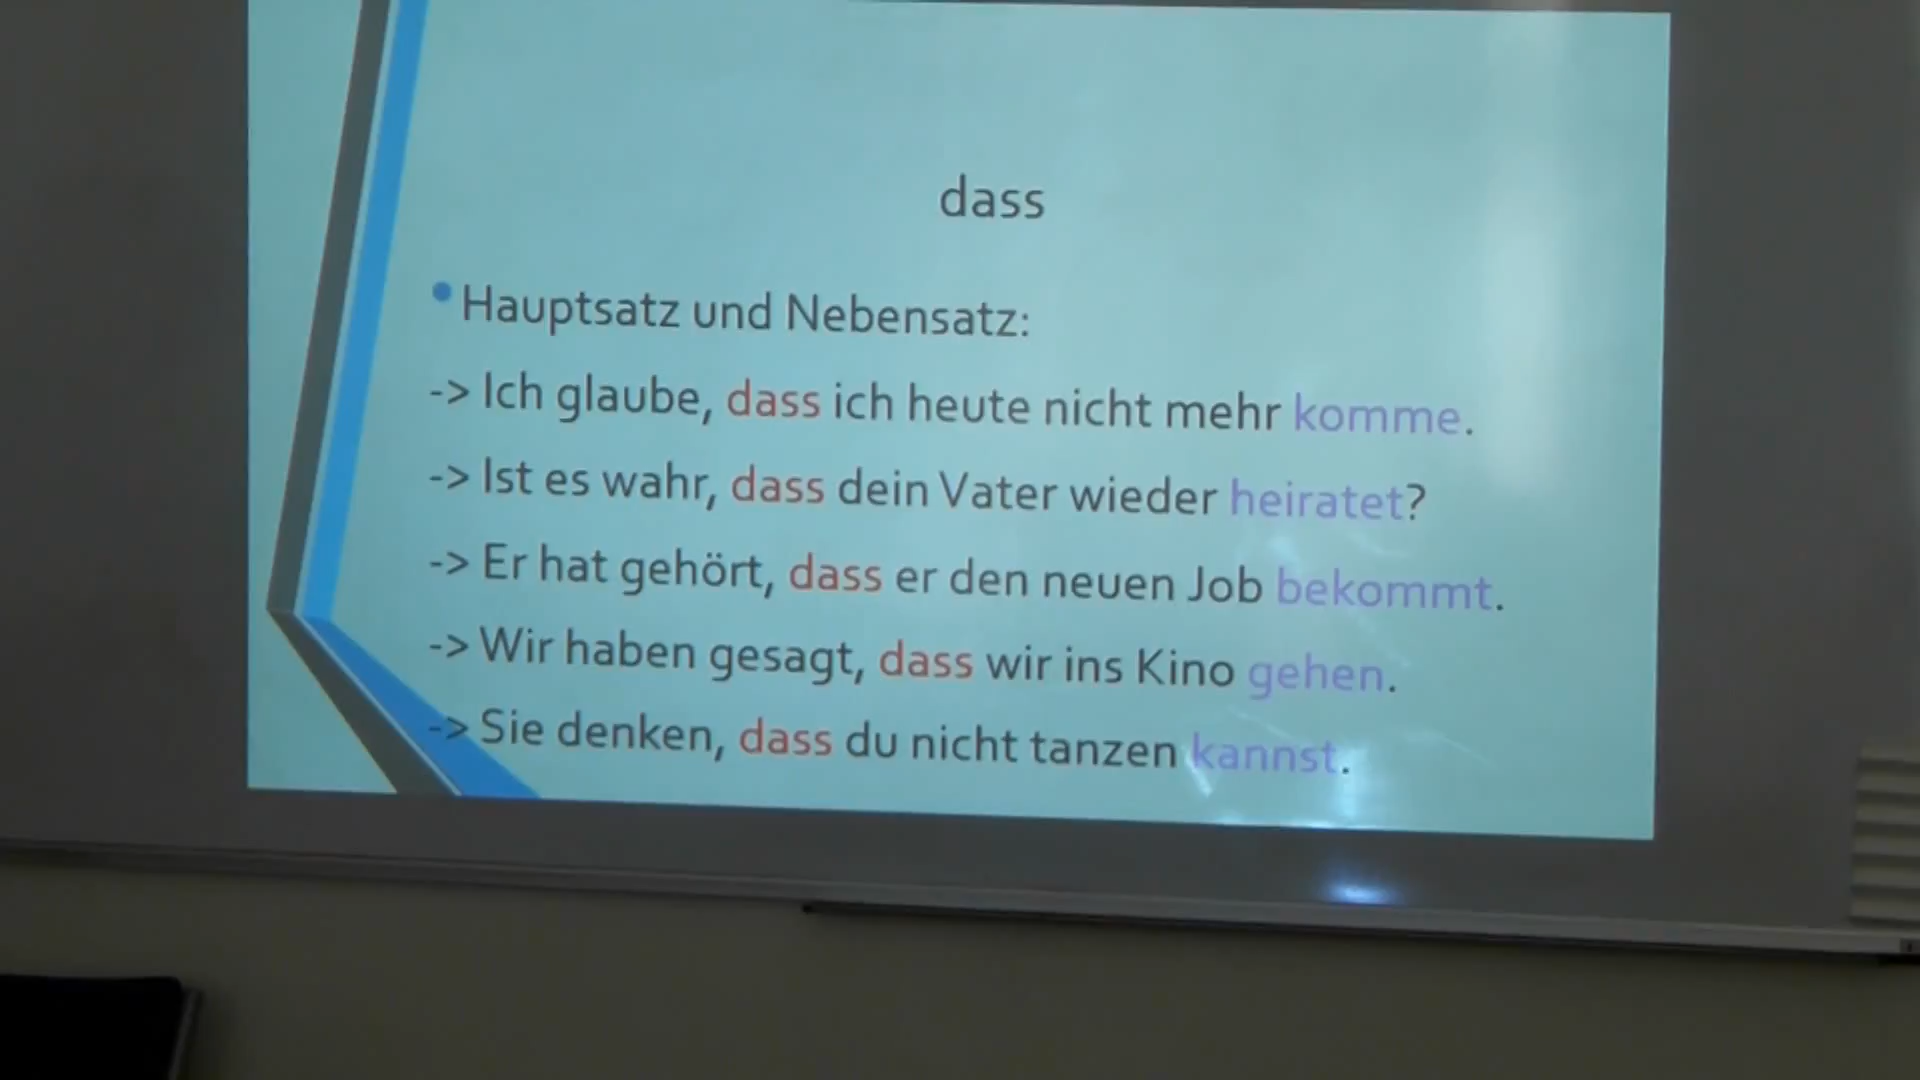 dass
• Hauptsatz und Nebensatz:
-> Ich glaube, dass ich heute nicht mehr komme.
-> Ist es wahr, dass dein Vater wieder heiratet?
-> Er hat gehört, dass er den neuen Job bekommt.
-> Wir haben gesagt, dass wir ins Kino gehen.
-> Sie denken, dass du nicht tanzen kannst.